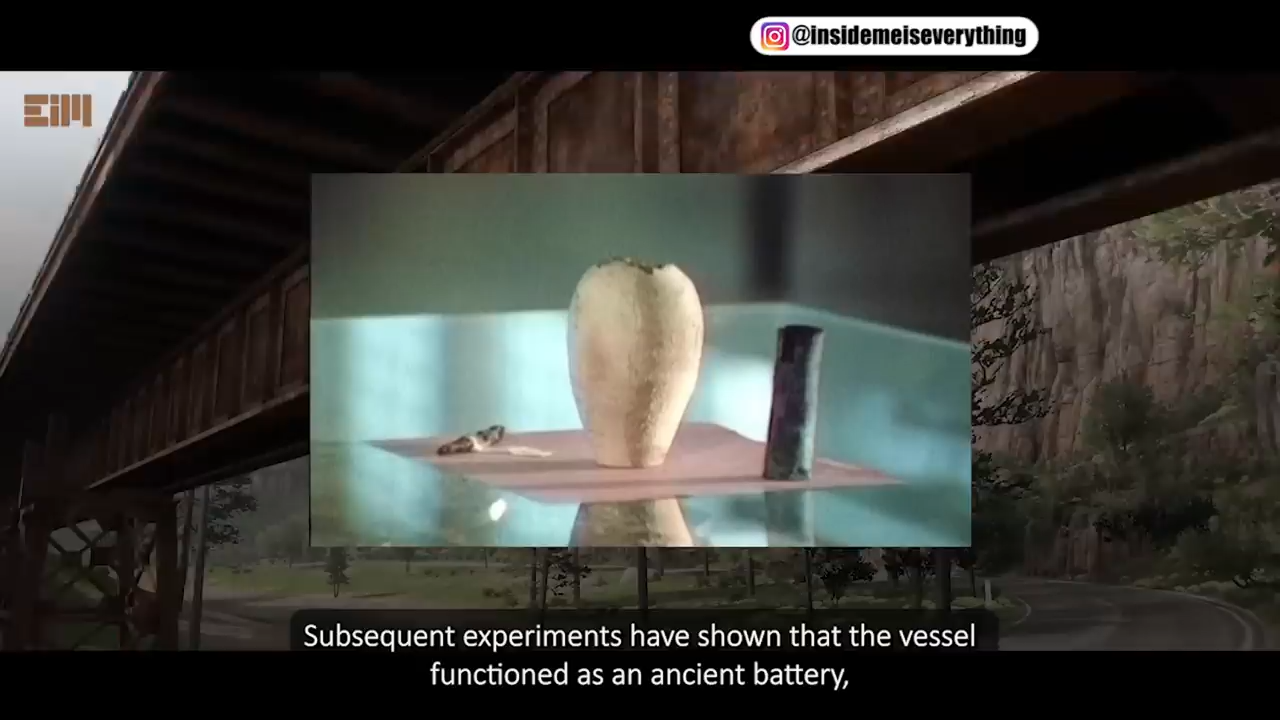 @insidemeiseverything
EiM
Subsequent experiments have shown that the vessel
functioned as an ancient battery,